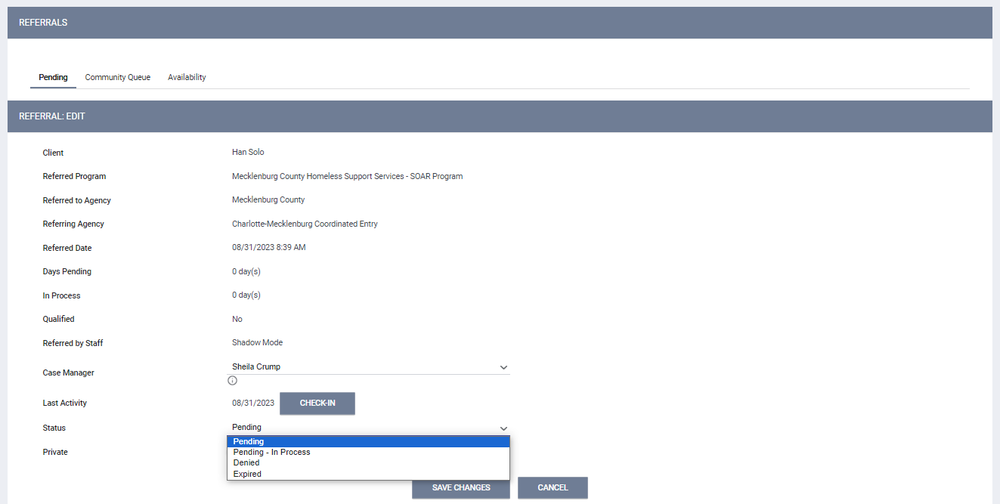 REFERRALS
Pending Community Queue Availability
REFERRAL: EDIT
Client Han Solo
Referred Program Mecklenburg County Homeless Support Services - SOAR Program
Referred to Agency Mecklenburg County
Referring Agency Charlotte-Mecklenburg Coordinated Entry
Referred Date 08/31/2023 8:39 AM
Days Pending 0 day(s)
In Process 0 day(s)
Qualified No
Referred by Staff Shadow Mode
Case Manager Sheila Crump
Last Activity 08/31/2023 CHECK-IN
Status Pending
Pending
Pending - In Process
Denied
Expired
Private
SAVE CHANGES CANCEL